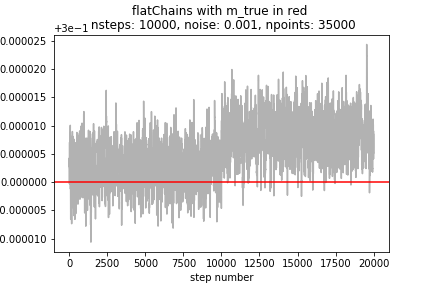 flatChains with m_true in red
nsteps: 10000, noise: 0.001, npoints: 35000
+3e−1
0.000025
0.000020
0.000015
0.000010
0.000005
0.000000
0.000005
0.000010
0 2500 5000 7500 10000 12500 15000 17500 20000
step number